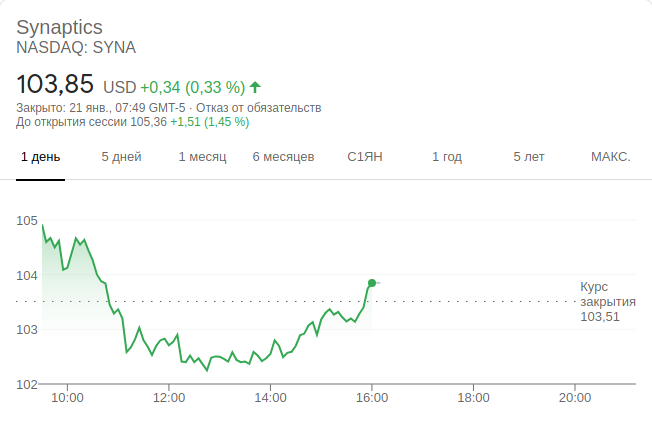 Synaptics
NASDAQ: SYNA
103,85 USD +0,34 (0,33 %)
Закрыто: 21 янв., 07:49 GMT-5 · Отказ от обязательств
До открытия сессии 105,36 +1,51 (1,45 %)
1 день 5 дней 1 месяц 6 месяцев С1ЯН 1 год 5 лет МАКС.
105
104
Курс
закрытия
103,51
103
102
10:00 12:00 14:00 16:00 18:00 20:00